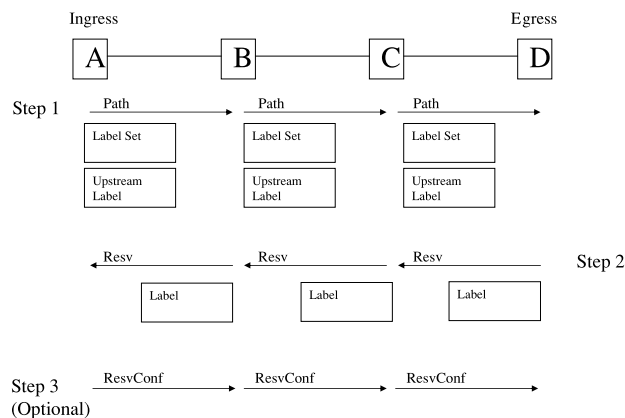 Ingress
Egress
A
B
C
D
Step 1
Path
Path
Path
Label Set
Label Set
Label Set
Upstream
Label
Upstream
Label
Upstream
Label
Resv
Resv
Resv
Step 2
Label
Label
Label
Step 3
(Optional)
ResvConf
ResvConf
ResvConf